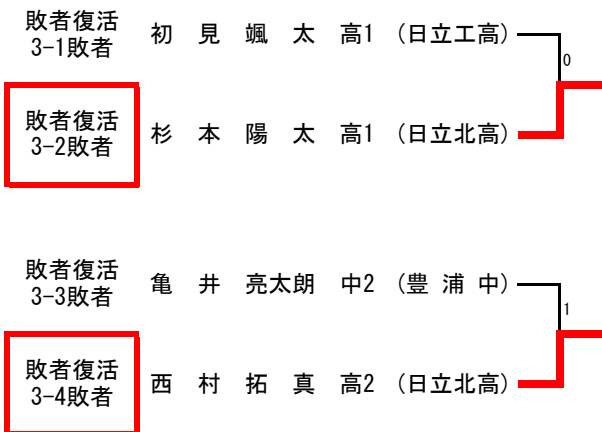 敗者復活
3-1敗者
初 見 颯 太 高1 (日立工高)
0
敗者復活
3-2敗者
杉 本 陽 太 高1 (日立北高)
敗者復活
3-3敗者
亀 井 亮太朗 中2 (豊 浦 中)
1
敗者復活
3-4敗者
西 村 拓 真 高2 (日立北高)